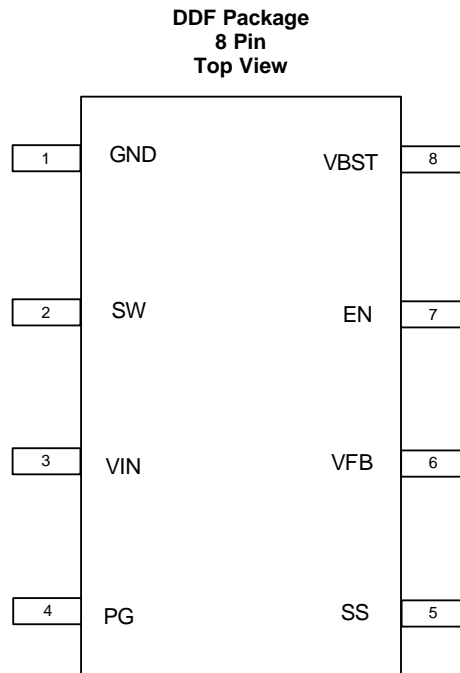 DDF Package
8 Pin
Top View
1 GND VBST 8
2 SW EN 7
3 VIN VFB 6
4 PG SS 5